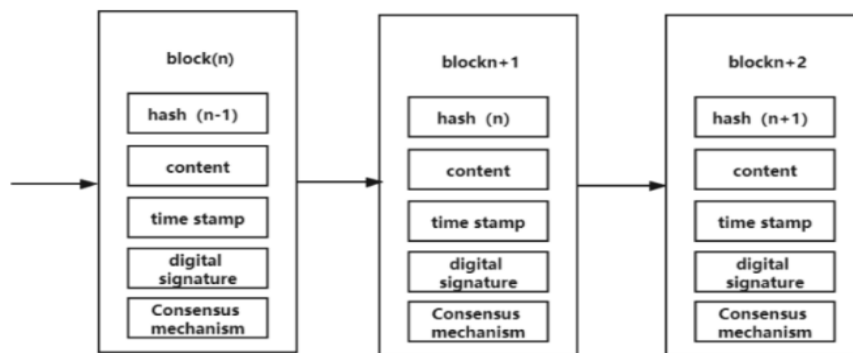 block(n)
hash (n-1)
content
time stamp
digital
signature
Consensus
mechanism
blockn+1
hash (n)
content
time stamp
digital
signature
Consensus
mechanism
blockn+2
hash (n+1)
content
time stamp
digital
signature
Consensus
mechanism